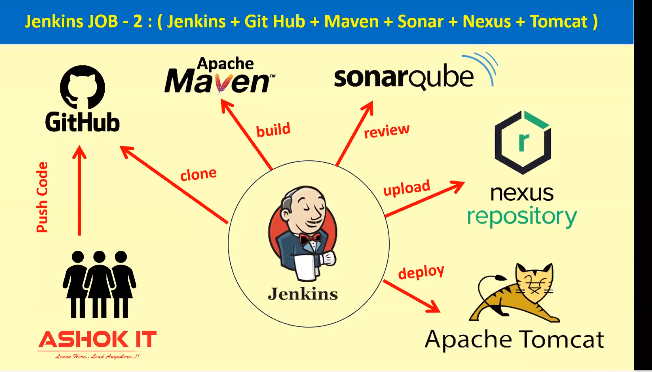 Jenkins JOB - 2 : ( Jenkins + Git Hub + Maven + Sonar + Nexus + Tomcat )
GitHub
Apache
Maven™
sonarqube
build
review
clone
Push Code
upload
r
nexus
repository
Jenkins
deploy
Apache Tomcat
ASHOK IT
Learn Here.. Lead Anywhere..!!